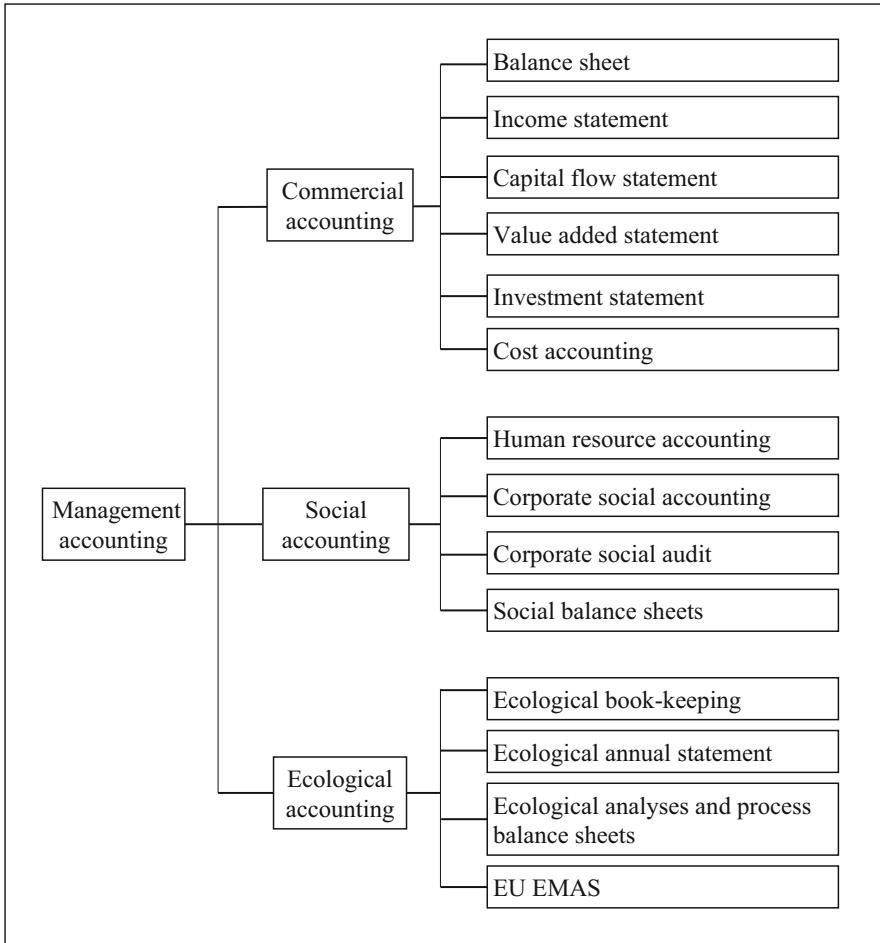 Balance sheet
Income statement
Capital flow statement
Value added statement
Investment statement
Cost accounting
Commercial
accounting
Human resource accounting
Corporate social accounting
Corporate social audit
Social balance sheets
Social
accounting
Management
accounting
Ecological book-keeping
Ecological annual statement
Ecological analyses and process
balance sheets
EU EMAS
Ecological
accounting